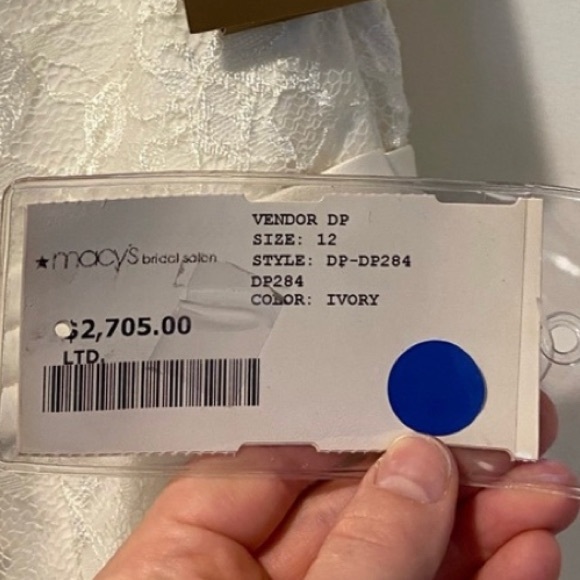 ★macy's bridal salon
$2,705.00
LTD.
VENDOR DP
SIZE: 12
STYLE: DP-DP284
DP284
COLOR: IVORY